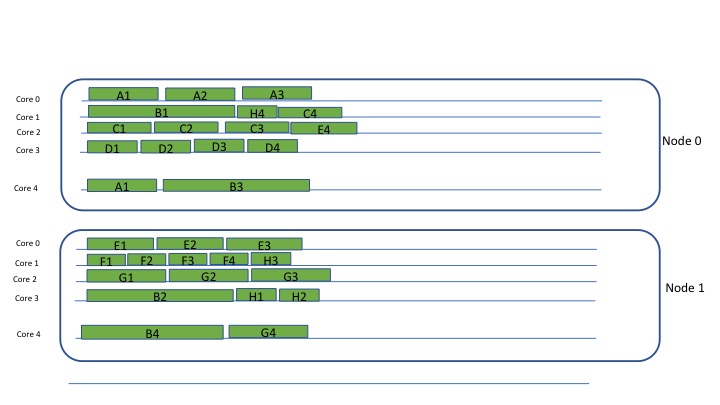 Core 0 A1 A2 A3
Core 1 B1 H4 C4
Core 2 C1 C2 C3 E4
Core 3 D1 D2 D3 D4
Node 0
Core 4 A1 B3
Core 0 E1 E2 E3
Core 1 F1 F2 F3 F4 H3
Core 2 G1 G2 G3
Node 1
Core 3 B2 H1 H2
Core 4 B4 G4